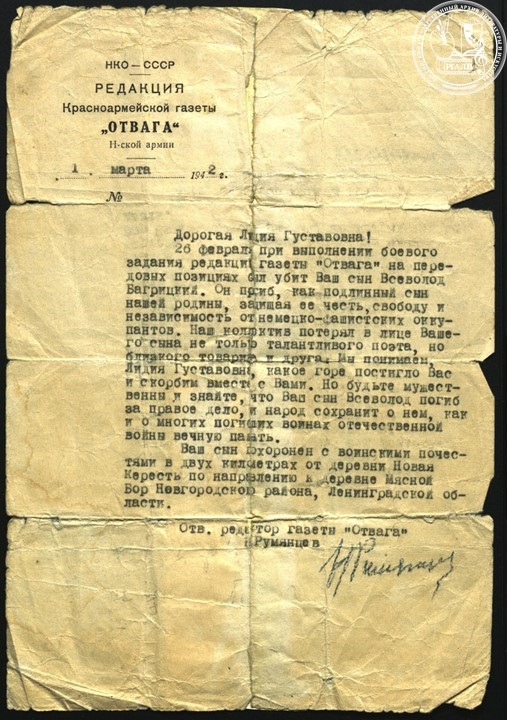 НКО — СССР
РЕДАКЦИЯ
Красноармейской газеты
„ОТВАГА“
Н-ской армии
1 . марта 1942 г.
№
Дорогая Лидия Густавовна!
26 февраля при выполнении боевого
задания редакции газеты "Отвага" на пере-
довых позициях был убит Ваш сын Всеволод
Багрицкий. Он погиб, как подлинный сын
нашей родины, защищая ее честь, свободу и
независимость от немецко-фашистских окку-
пантов. Наш коллектив потерял в лице Ваше-
го сына не только талантливого поэта, но
близкого товарища и друга. Мы понимаем,
Лидия Густавовна, какое горе постигло Вас
и скорбим вместе с Вами. Но будьте мужест-
венны и знайте, что Ваш сын Всеволод погиб
за правое дело, и народ сохранит о нем, как
и о многих погибших воинах отечественной
войны вечную память.
Ваш сын похоронен с воинскими почес-
тями в двух километрах от деревни Новая
Кересть по направлению к деревне Мясной
Бор Новгородского района, Ленинградской об-
ласти.
Отв. редактор газеты "Отвага"
Румянцев